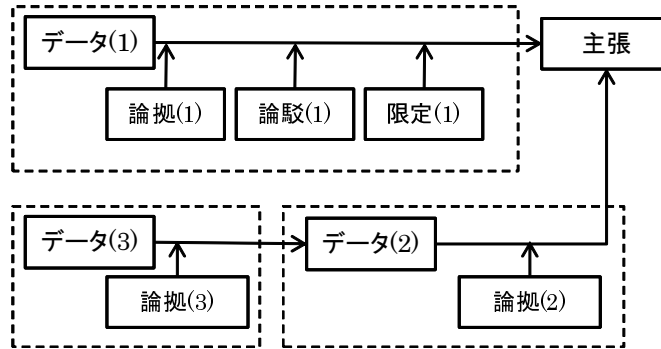 データ(1)
主張
論拠(1)
論駁(1)
限定(1)
データ(3)
データ(2)
論拠(3)
論拠(2)